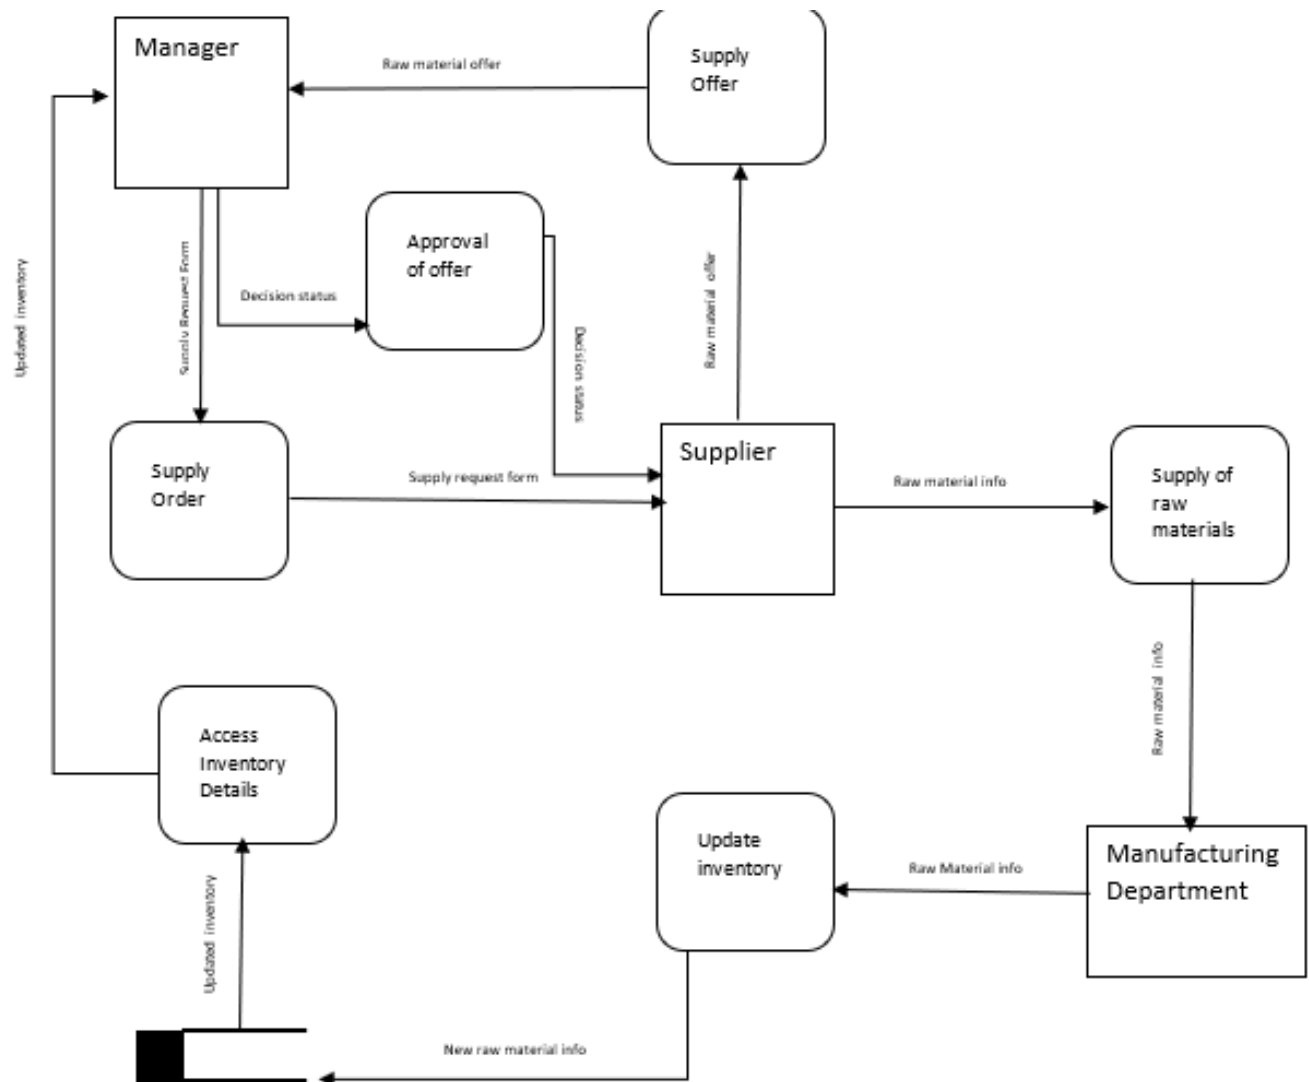 Manager
Raw material offer
Supply
Offer
Approval
of offer
Updated inventory
Supply Request Form
Decision status
Decision status
Raw material offer
Supply
Order
Supply request form
Supplier
Raw material info
Supply of
raw
materials
Raw material info
Access
Inventory
Details
Update
inventory
Raw Material info
Manufacturing
Department
Updated inventory
New raw material info